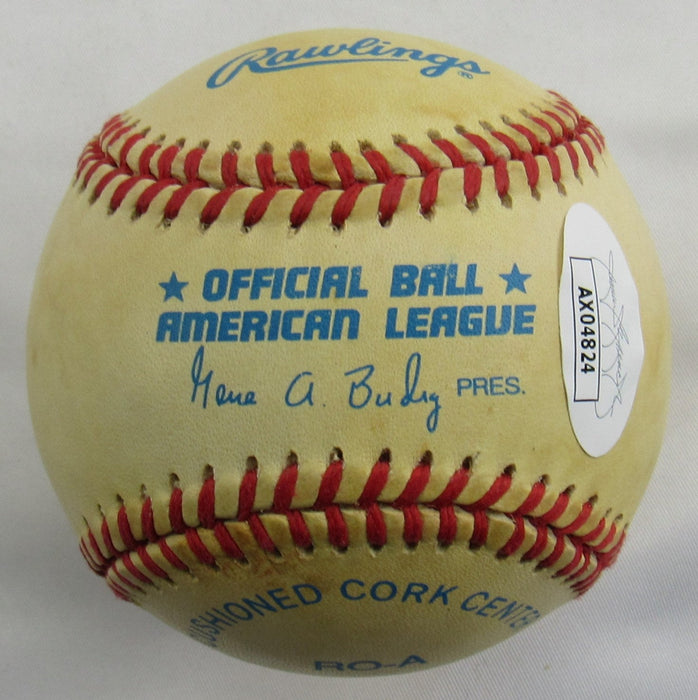 Rawlings®
★ OFFICIAL BALL ★
AMERICAN LEAGUE
Gene A. Budig PRES.
AX04824
CUSHIONED CORK CENTER
RO-A